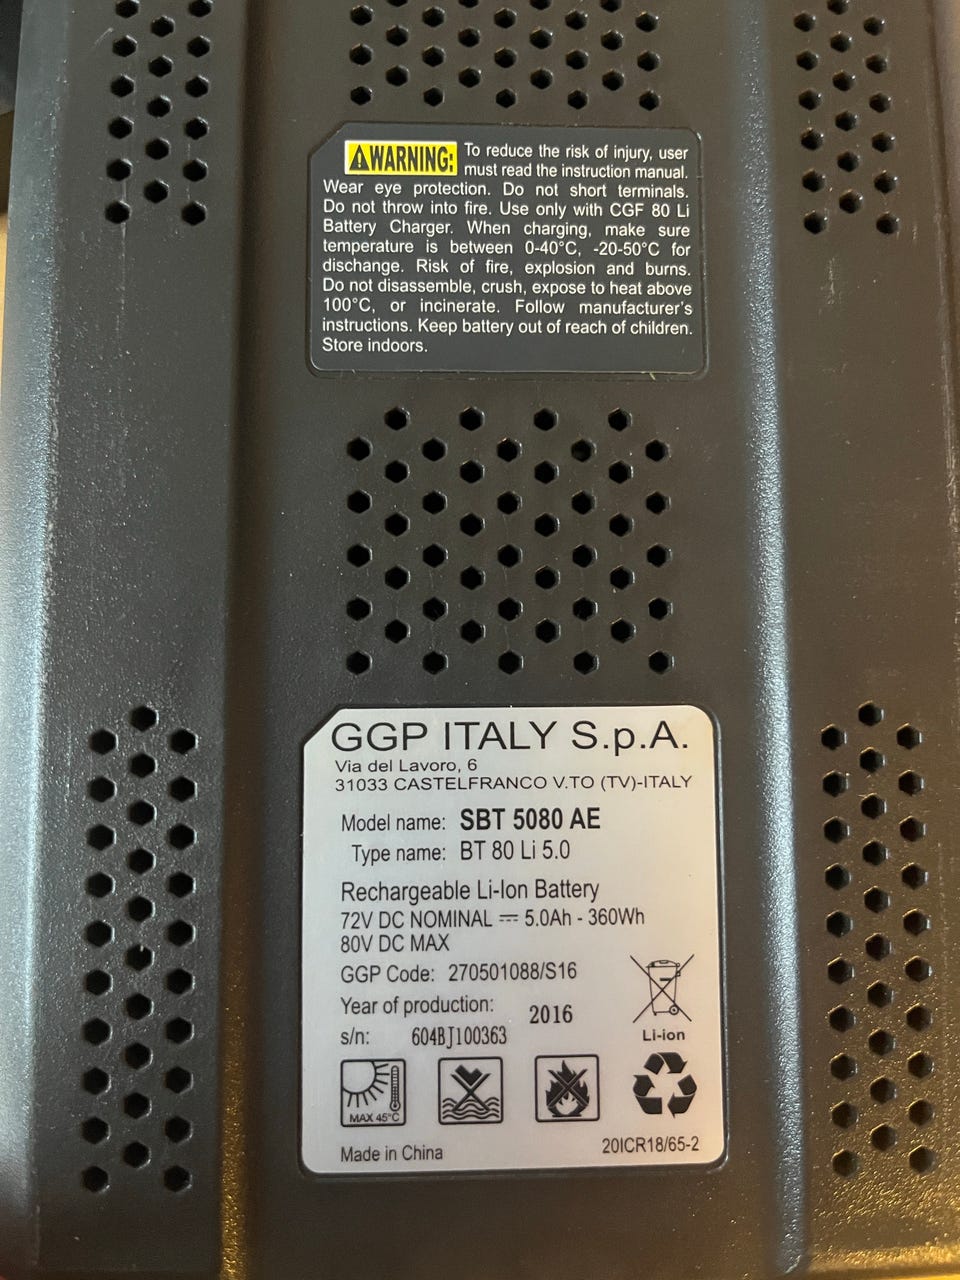 WARNING: To reduce the risk of injury, user
must read the instruction manual.
Wear eye protection. Do not short terminals.
Do not throw into fire. Use only with CGF 80 Li
Battery Charger. When charging, make sure
temperature is between 0-40°C, -20-50°C for
discharge. Risk of fire, explosion and burns.
Do not disassemble, crush, expose to heat above
100°C, or incinerate. Follow manufacturer's
instructions. Keep battery out of reach of children.
Store indoors.
GGP ITALY S.p.A.
Via del Lavoro, 6
31033 CASTELFRANCO V.TO (TV)-ITALY
Model name: SBT 5080 AE
Type name: BT 80 Li 5.0
Rechargeable Li-Ion Battery
72V DC NOMINAL ⎓ 5.0Ah - 360Wh
80V DC MAX
GGP Code: 270501088/S16
Year of production: 2016
s/n: 604BJ100363
Li-ion
MAX 45°C
Made in China
20ICR18/65-2